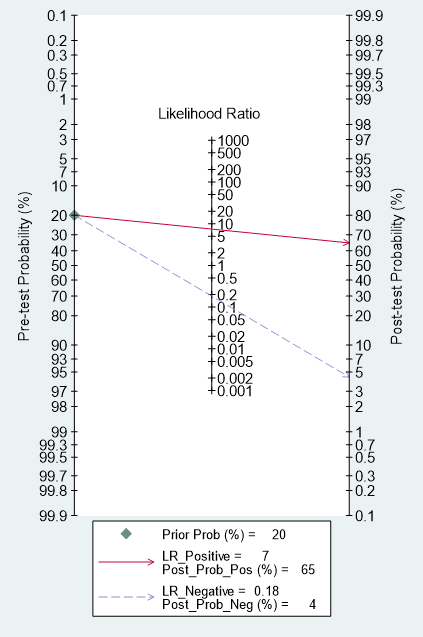 0.1 99.9
0.2 99.8
0.3 99.7
0.5 99.5
0.7 99.3
1 99
Likelihood Ratio
2 98
3 1000 97
500
5 200 95
7 100 93
10 50 90
20 20 80
10
30 5 70
40 2 60
50 1 50
60 0.5 40
70 0.2 30
0.1
80 0.05 20
0.02
90 0.01 10
93 0.005 7
95 0.002 5
97 0.001 3
98 2
99 1
99.3 0.7
99.5 0.5
99.7 0.3
99.8 0.2
99.9 0.1
Pre-test Probability (%)
Post-test Probability (%)
Prior Prob (%) = 20
LR_Positive = 7
Post_Prob_Pos (%) = 65
LR_Negative = 0.18
Post_Prob_Neg (%) = 4